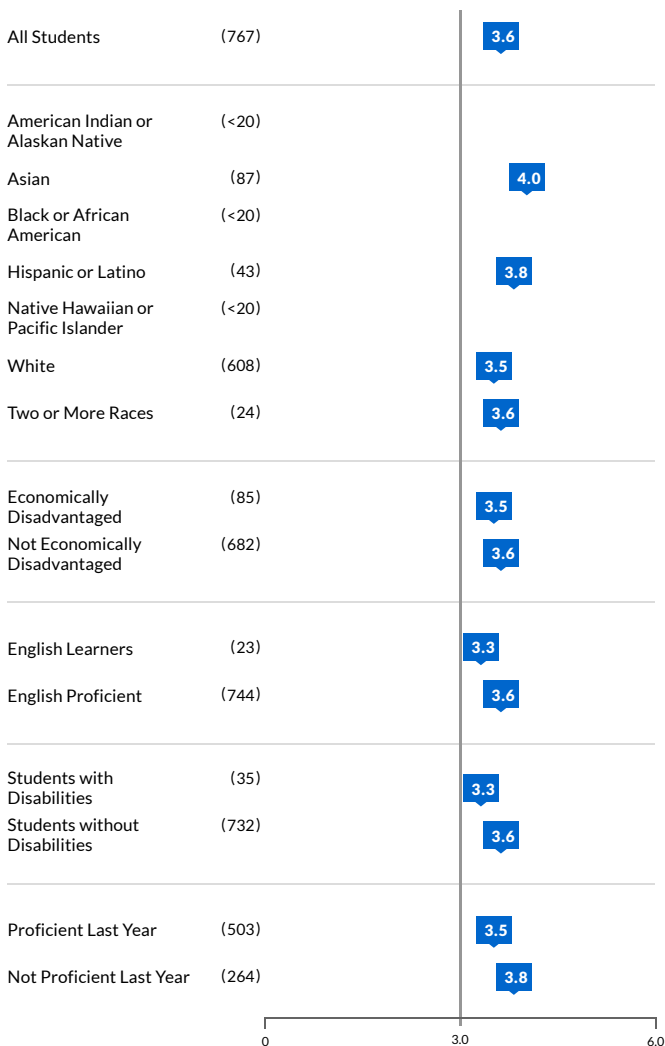 All Students (767) 3.6
American Indian or (<20)
Alaskan Native
Asian (87) 4.0
Black or African (<20)
American
Hispanic or Latino (43) 3.8
Native Hawaiian or (<20)
Pacific Islander
White (608) 3.5
Two or More Races (24) 3.6
Economically (85) 3.5
Disadvantaged
Not Economically (682) 3.6
Disadvantaged
English Learners (23) 3.3
English Proficient (744) 3.6
Students with (35) 3.3
Disabilities
Students without (732) 3.6
Disabilities
Proficient Last Year (503) 3.5
Not Proficient Last Year (264) 3.8
0 3.0 6.0